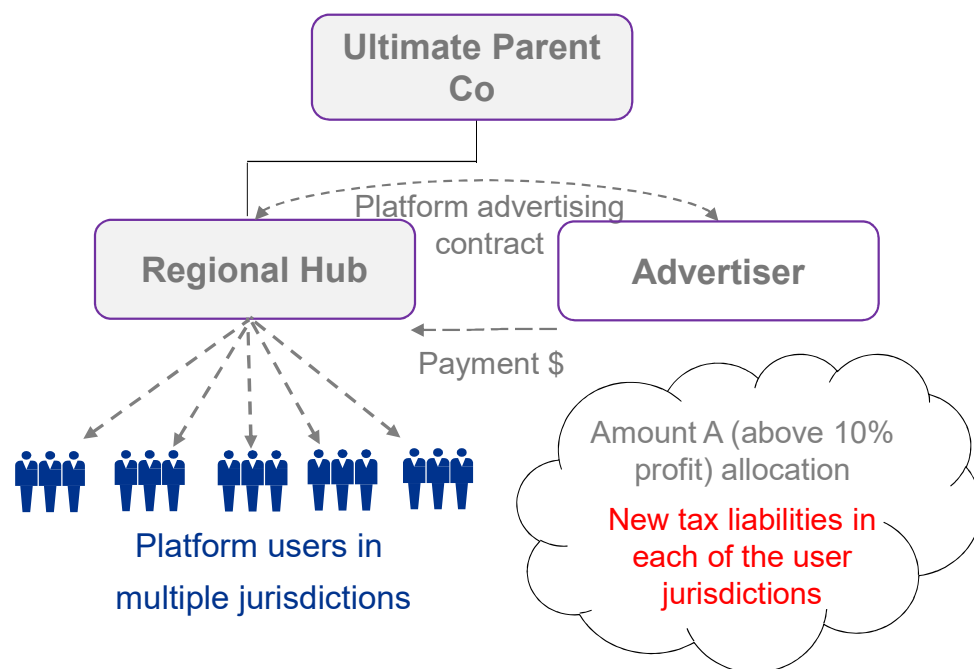 Ultimate Parent
Co
Platform advertising
contract
Regional Hub
Advertiser
Payment $
Platform users in
multiple jurisdictions
Amount A (above 10%
profit) allocation
New tax liabilities in
each of the user
jurisdictions